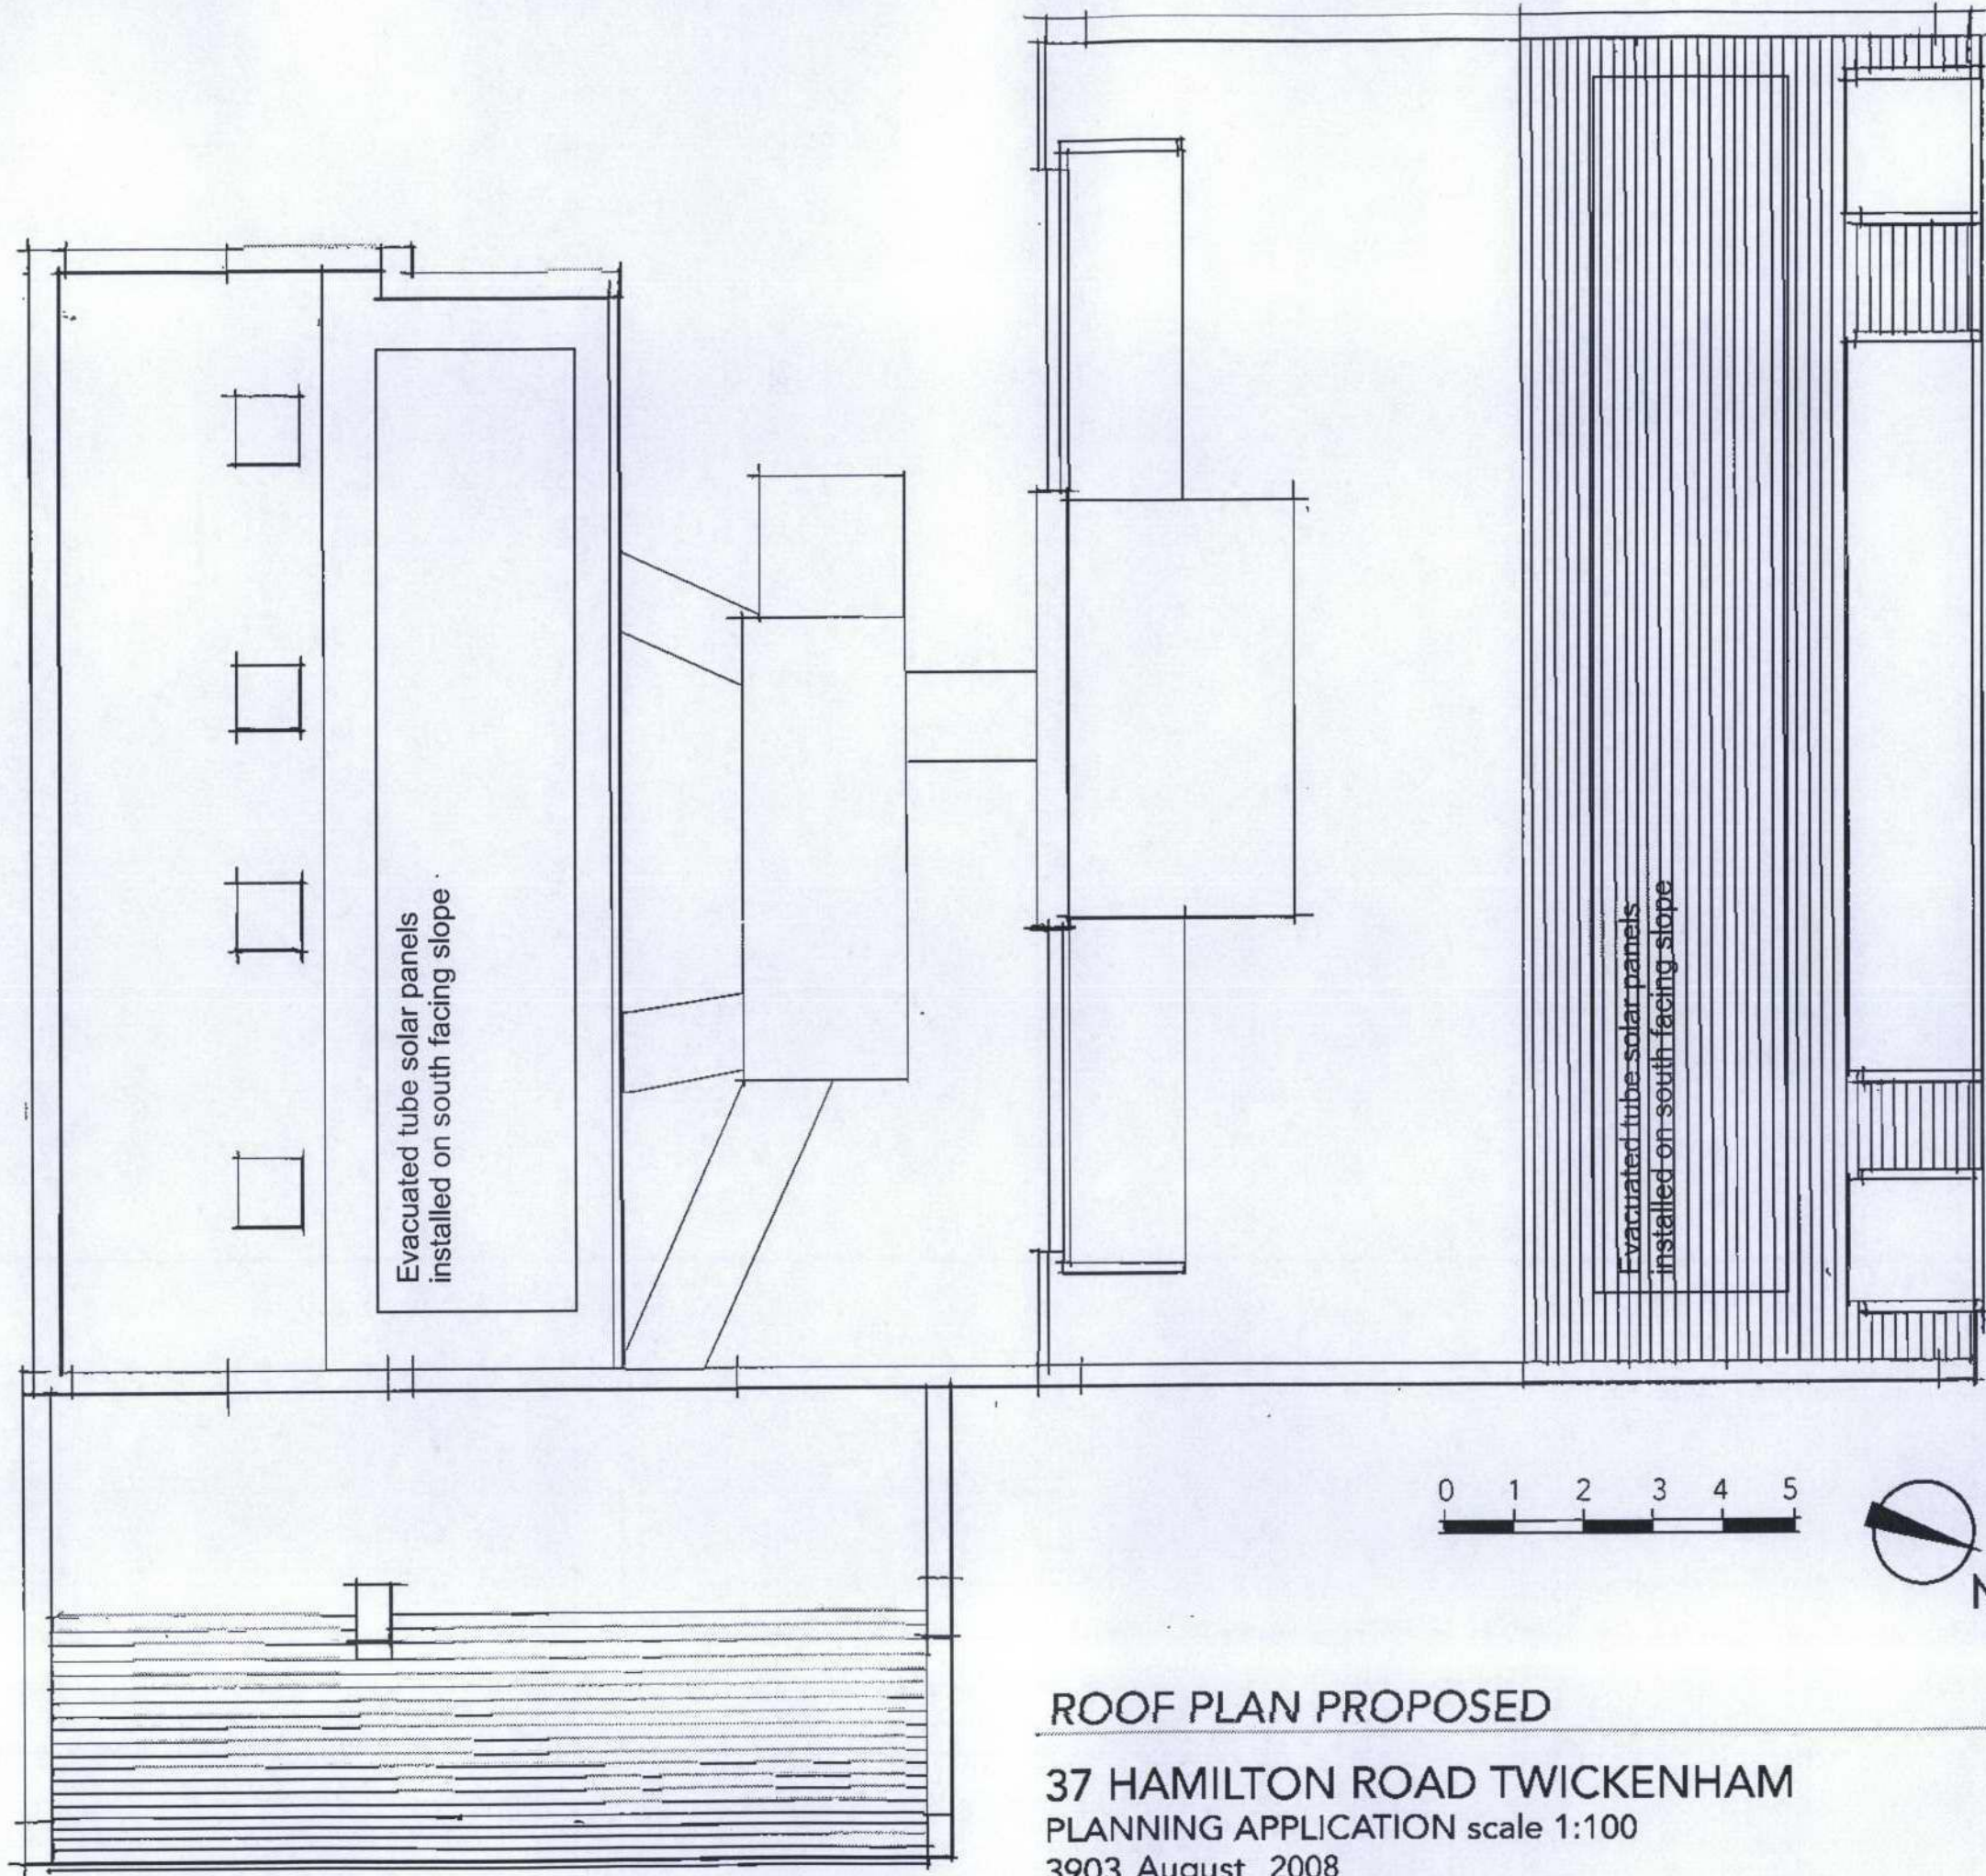 Evacuated tube solar panels
installed on south facing slope
Evacuated tube solar panels
installed on south facing slope
0 1 2 3 4 5
N
ROOF PLAN PROPOSED
37 HAMILTON ROAD TWICKENHAM
PLANNING APPLICATION scale 1:100
3903 August 2008